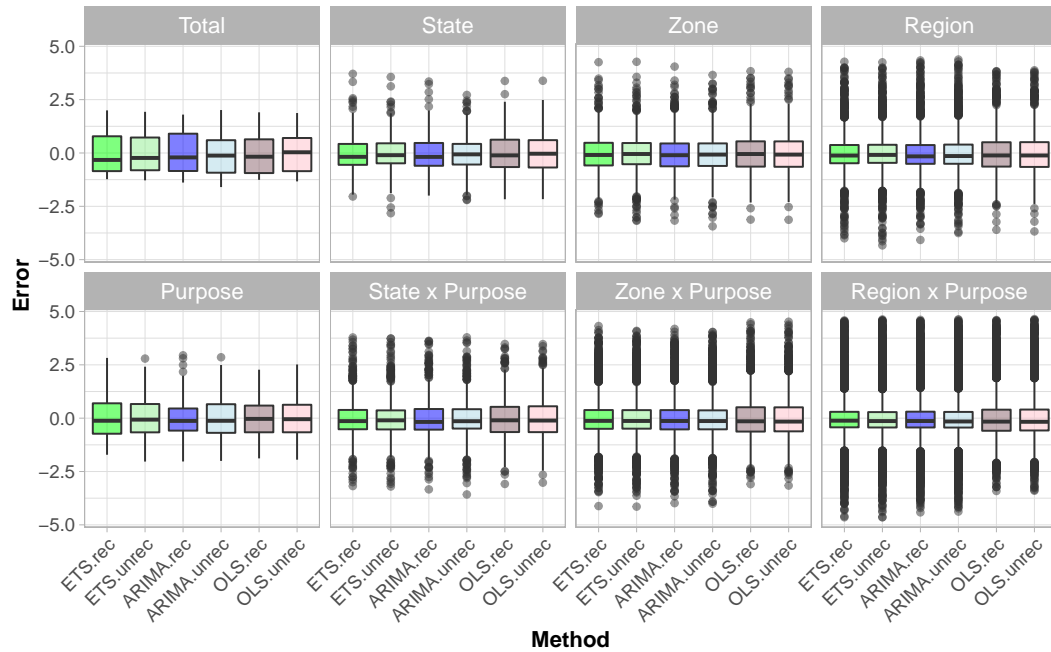 Total State Zone Region
5.0
2.5
0.0
−2.5
−5.0
Purpose State x Purpose Zone x Purpose Region x Purpose
5.0
2.5
0.0
−2.5
−5.0
Error
ETS.rec ETS.unrec ARIMA.rec ARIMA.unrec OLS.rec OLS.unrec ETS.rec ETS.unrec ARIMA.rec ARIMA.unrec OLS.rec OLS.unrec ETS.rec ETS.unrec ARIMA.rec ARIMA.unrec OLS.rec OLS.unrec ETS.rec ETS.unrec ARIMA.rec ARIMA.unrec OLS.rec OLS.unrec
Method